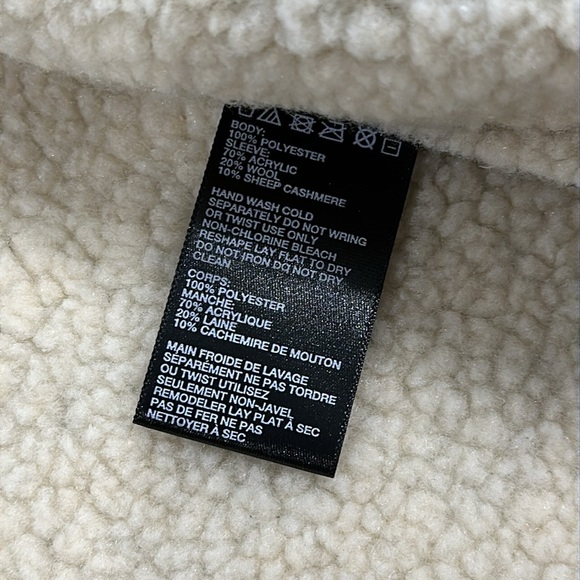 BODY:
100% POLYESTER
SLEEVE:
70% ACRYLIC
20% WOOL
10% SHEEP CASHMERE
HAND WASH COLD
SEPARATELY DO NOT WRING
OR TWIST USE ONLY
NON-CHLORINE BLEACH
RESHAPE LAY FLAT TO DRY
DO NOT IRON DO NOT DRY
CLEAN
CORPS:
100% POLYESTER
MANCHE:
70% ACRYLIQUE
20% LAINE
10% CACHEMIRE DE MOUTON
MAIN FROIDE DE LAVAGE
SÉPARÉMENT NE PAS TORDRE
OU TWIST UTILISEZ
SEULEMENT NON-JAVEL
REMODELER LAY PLAT À SEC
PAS DE FER NE PAS
NETTOYER À SEC